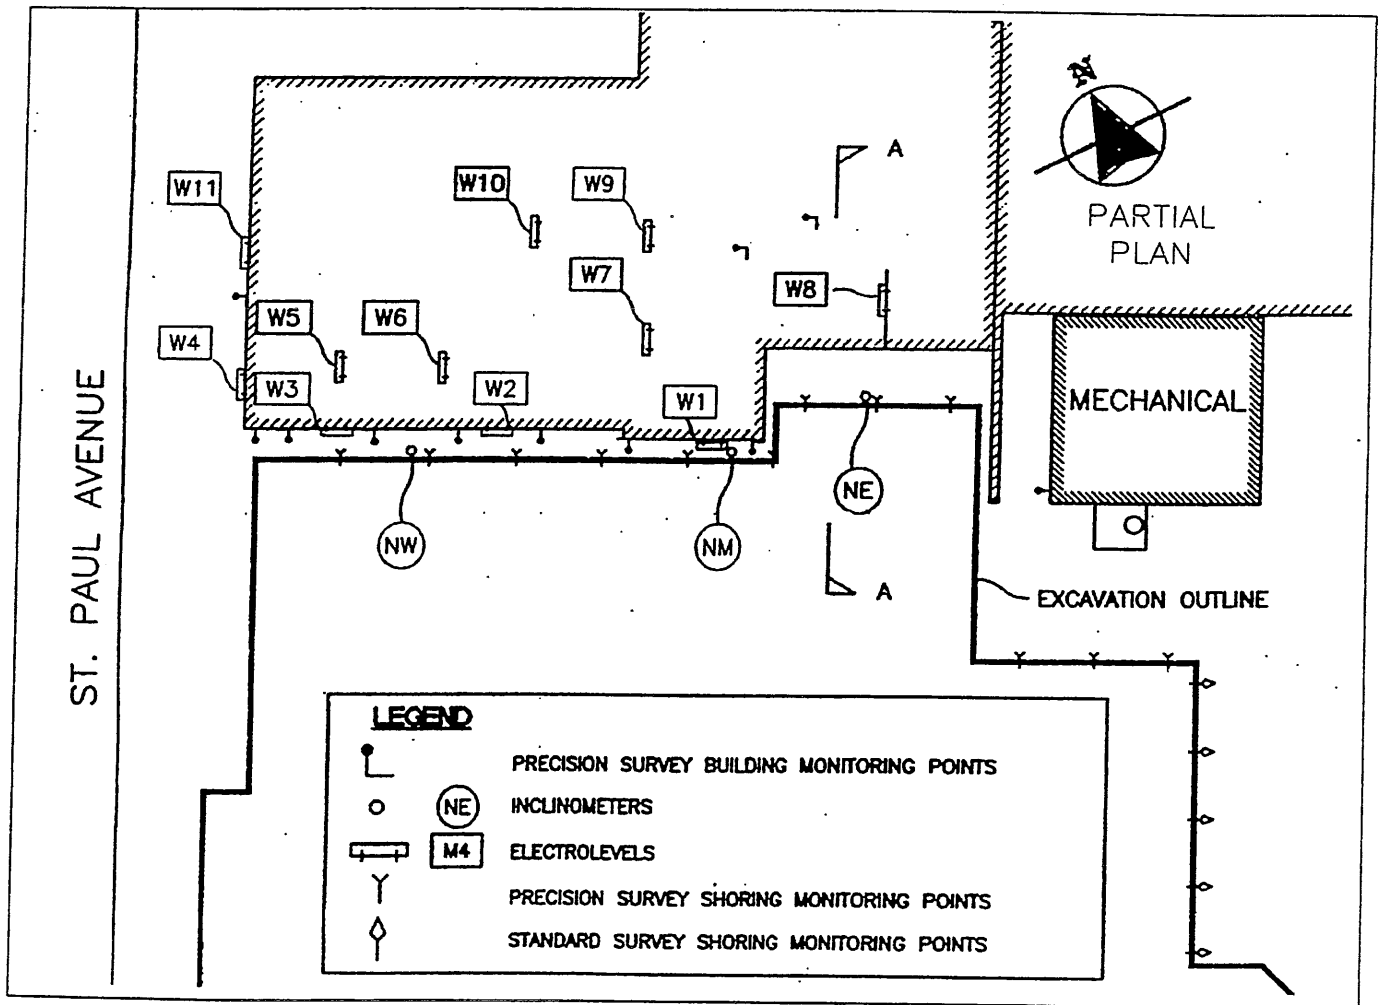 N
A
PARTIAL
PLAN
W11
W10
W9
W7
W8
W5
W6
W4
W3
W2
W1
MECHANICAL
NE
NW
NM
A
EXCAVATION OUTLINE
ST. PAUL AVENUE
LEGEND
PRECISION SURVEY BUILDING MONITORING POINTS
NE INCLINOMETERS
M4 ELECTROLEVELS
PRECISION SURVEY SHORING MONITORING POINTS
STANDARD SURVEY SHORING MONITORING POINTS